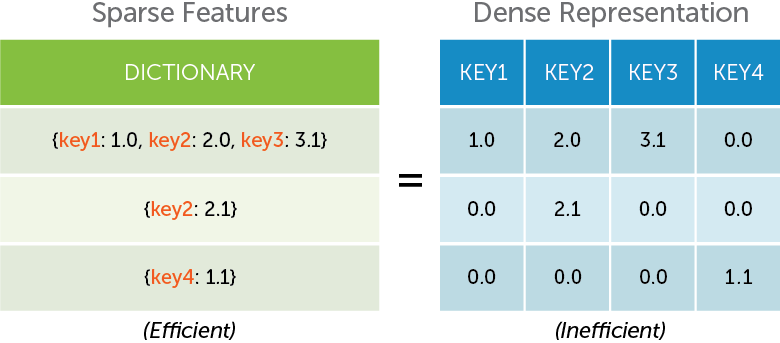 Sparse Features
Dense Representation
DICTIONARY
KEY1 KEY2 KEY3 KEY4
{key1: 1.0, key2: 2.0, key3: 3.1}
1.0 2.0 3.1 0.0
=
{key2: 2.1}
0.0 2.1 0.0 0.0
{key4: 1.1}
0.0 0.0 0.0 1.1
(Efficient)
(Inefficient)